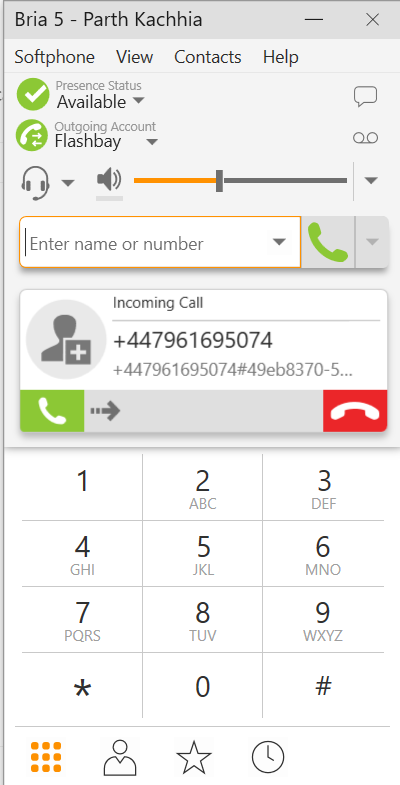 Bria 5 - Parth Kachhia
Softphone View Contacts Help
Presence Status
Available
Outgoing Account
Flashbay
Enter name or number
Incoming Call
+447961695074
+447961695074#49eb8370-5...
1 2 3
ABC DEF
4 5 6
GHI JKL MNO
7 8 9
PQRS TUV WXYZ
* 0 #